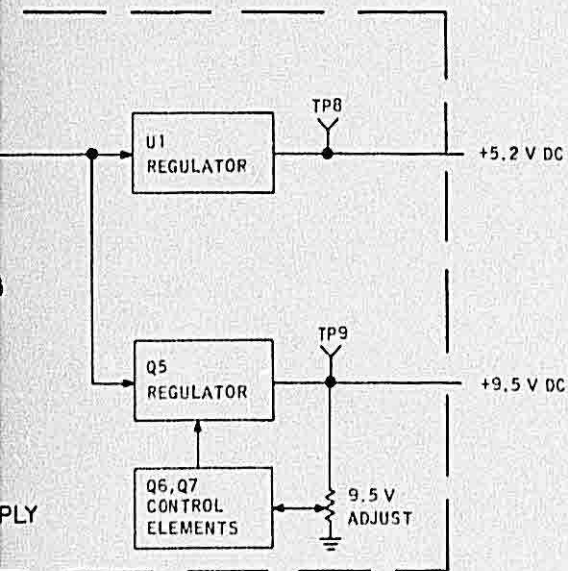 TP8
U1
REGULATOR
+5.2 V DC
TP9
Q5
REGULATOR
+9.5 V DC
Q6,Q7
CONTROL
ELEMENTS
9.5 V
ADJUST
PLY